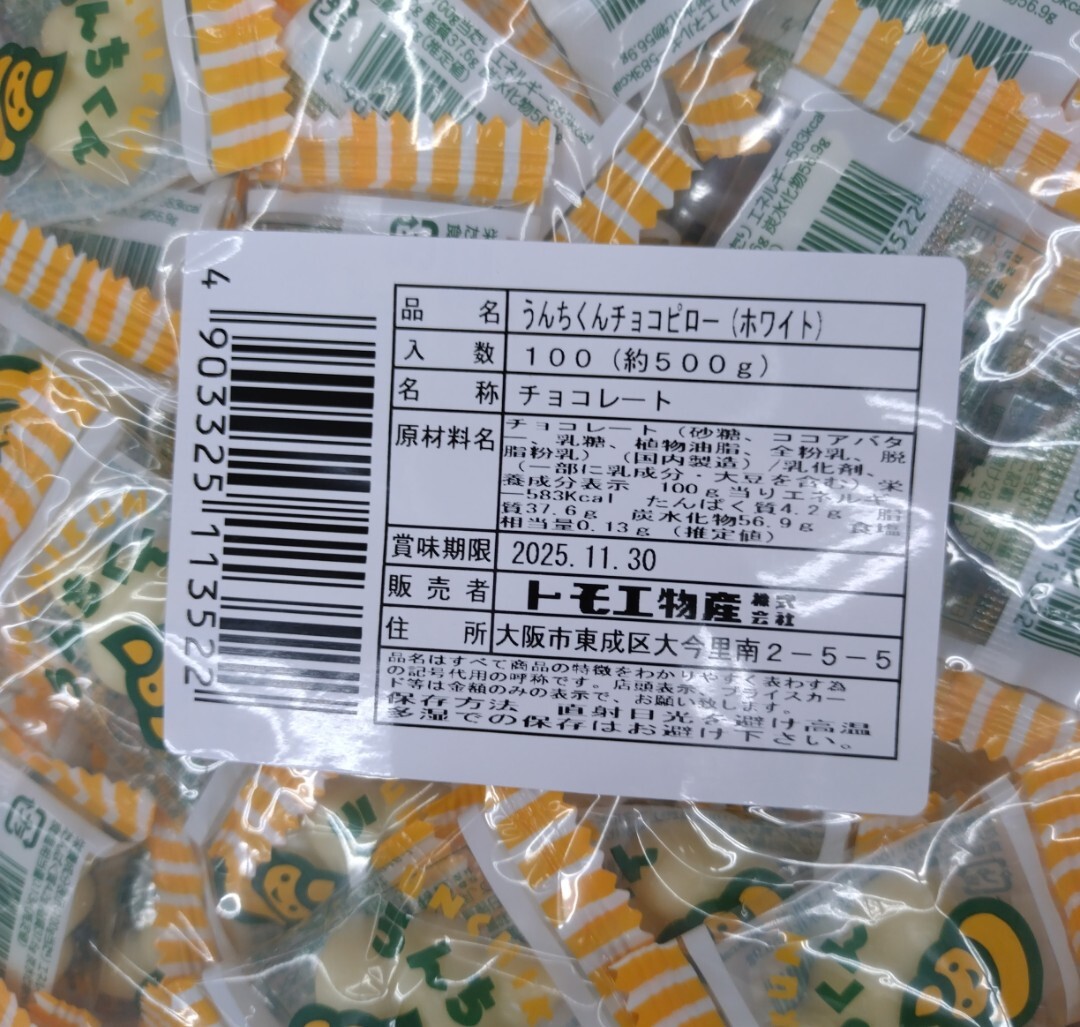 品名 うんちくんチョコピロー(ホワイト)
入数 100(約500g)
名称 チョコレート
原材料名 チョコレート(砂糖、ココアバタ
ー、乳糖、植物油脂、全粉乳、脱
脂粉乳)(国内製造)/乳化剤、
(一部に乳成分・大豆を含む)栄
養成分表示 100g当りエネルギ
ー583Kcal たんぱく質4.2g 脂
質37.6g 炭水化物56.9g 食塩
相当量0.13g(推定値)
賞味期限 2025.11.30
販売者 トモエ物産株式会社
住所 大阪市東成区大今里南2-5-5
品名はすべて商品の特徴をわかりやすく表わす為
の記号代用の呼称です。店頭表示、プライスカー
ド等は金額のみの表示で、お願い致します。
保存方法 直射日光を避け高温
多湿での保存はお避け下さい。
4903325113522